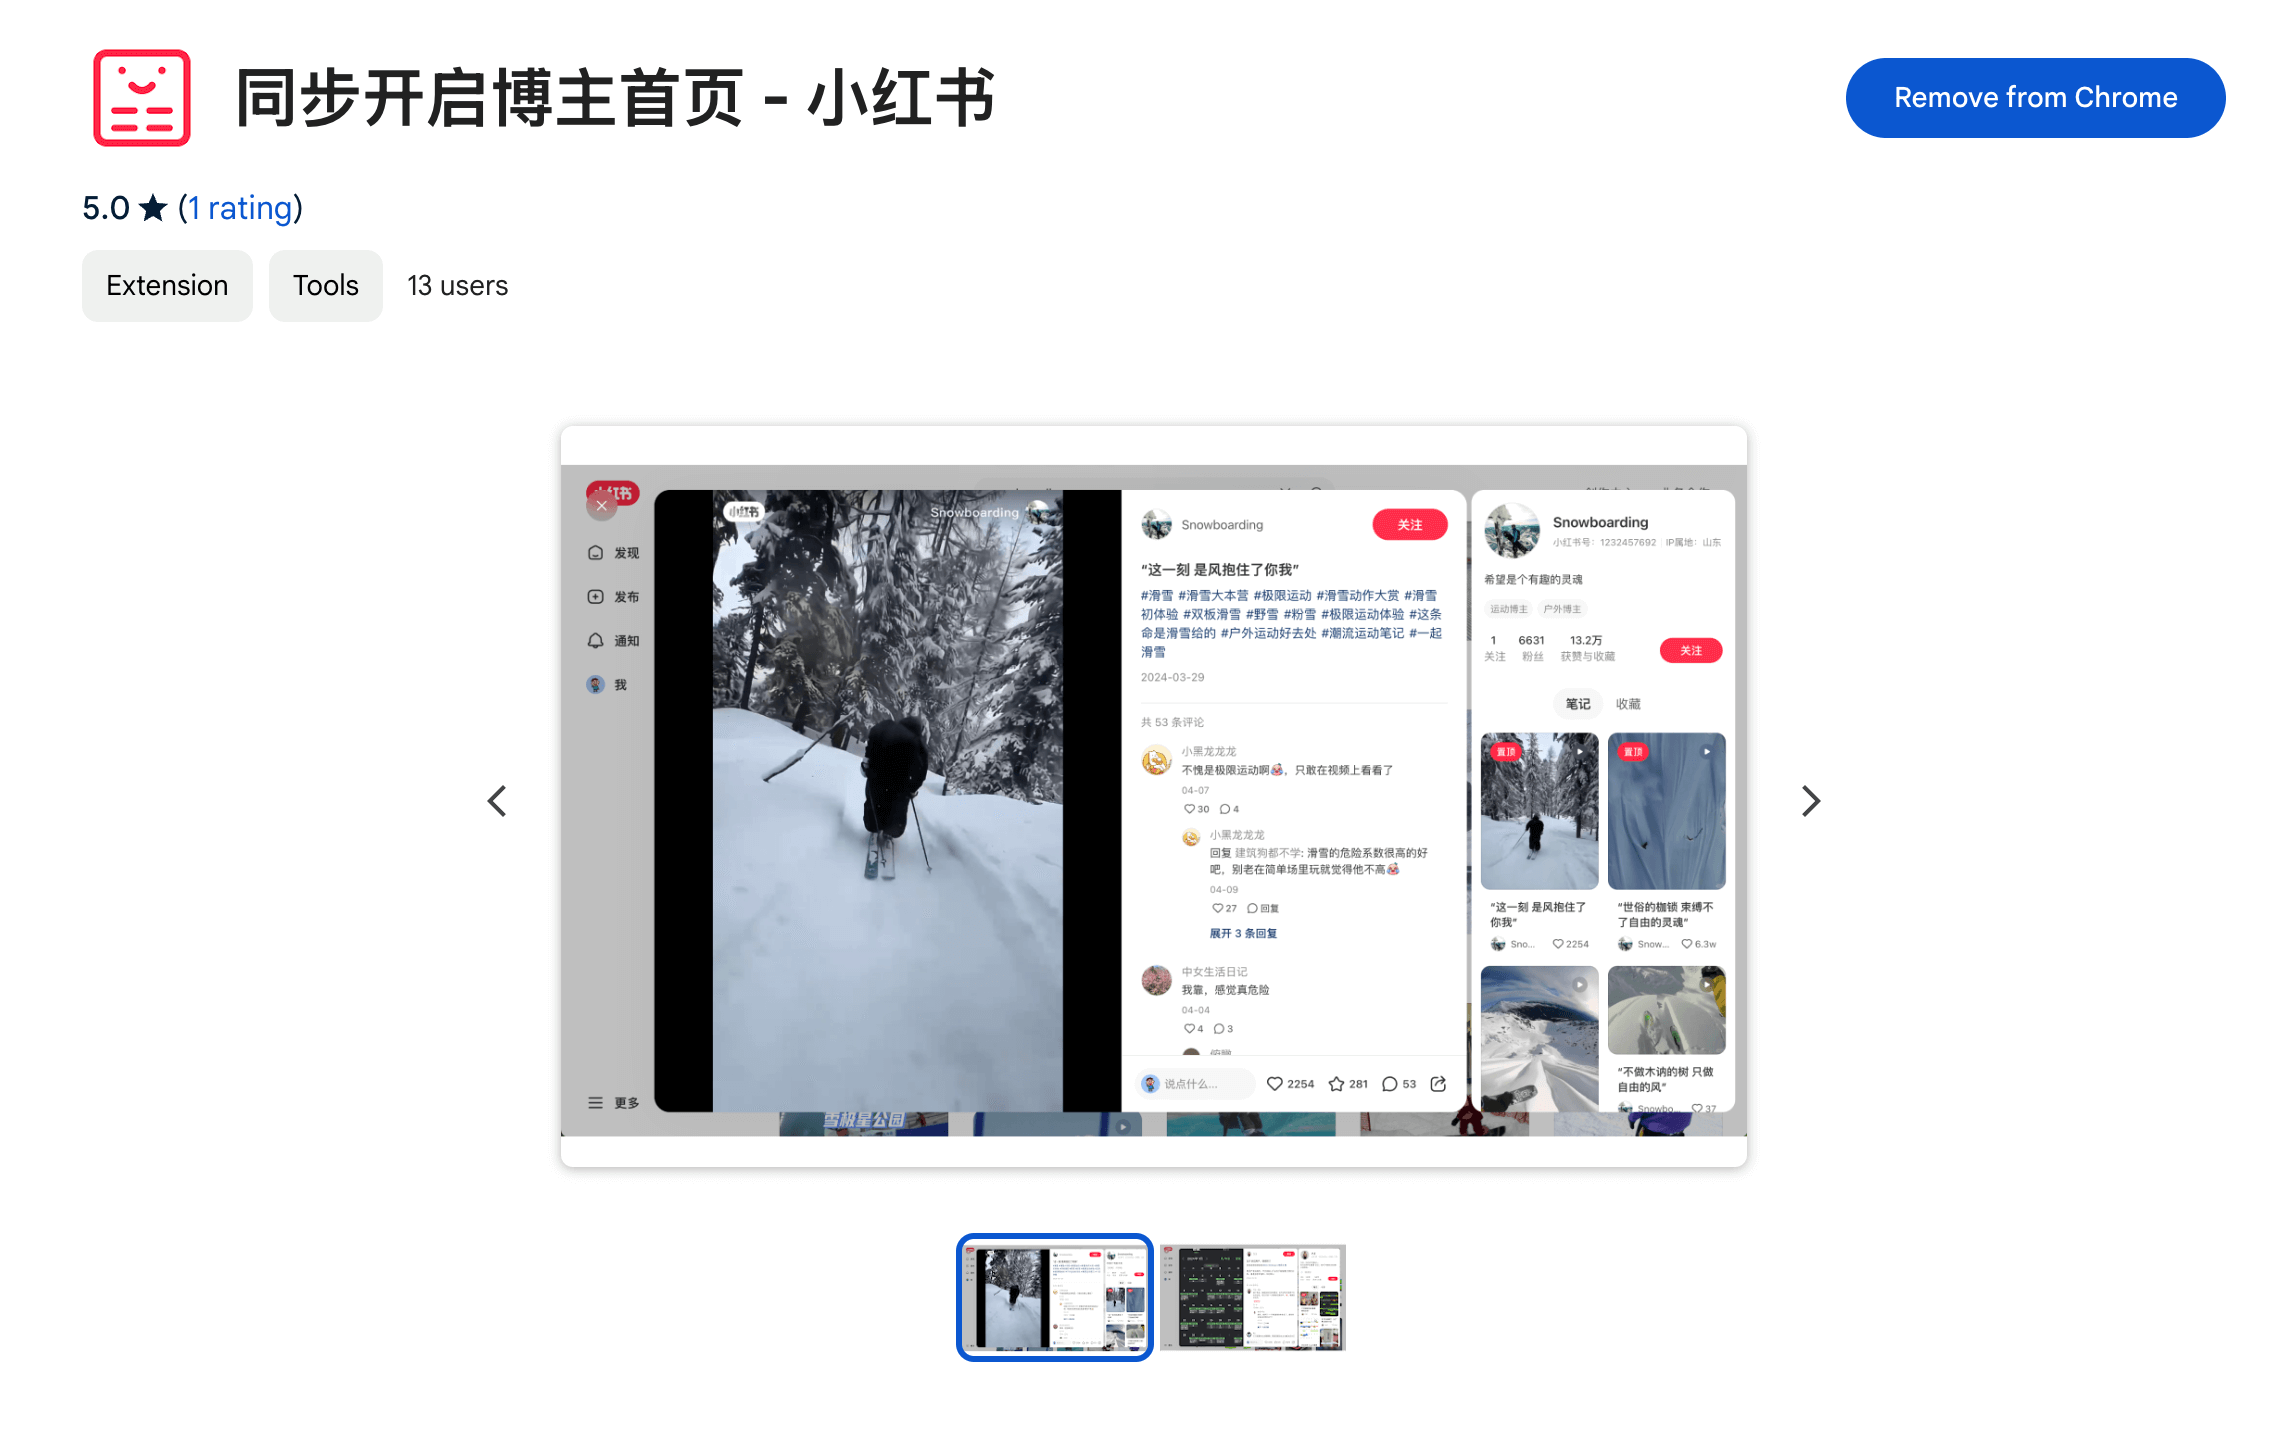 同步开启博主首页 - 小红书
Remove from Chrome
5.0 ★ (1 rating)
Extension
Tools
13 users
发现
发布
通知
我
更多
小红书
Snowboarding
Snowboarding
关注
“这一刻 是风抱住了你我”
#滑雪 #滑雪大本营 #极限运动 #滑雪动作大赏 #滑雪
初体验 #双板滑雪 #野雪 #粉雪 #极限运动体验 #这条
命是滑雪给的 #户外运动好去处 #潮流运动笔记 #一起
滑雪
2024-03-29
共 53 条评论
小黑龙龙龙
不愧是极限运动啊，只敢在视频上看看了
04-07
30 4
小黑龙龙龙
回复 建筑狗都不学: 滑雪的危险系数很高的好
吧，别老在简单场里玩就觉得他不高
04-09
27 回复
展开 3 条回复
中女生活日记
我靠，感觉真危险
04-04
4 3
说点什么...
2254 281 53
Snowboarding
小红书号：1232457692 IP属地：山东
希望是个有趣的灵魂
运动博主 户外博主
1 6631 13.2万
关注 粉丝 获赞与收藏
关注
笔记 收藏
置顶
置顶
“这一刻 是风抱住了
你我”
Sno... 2254
“世俗的枷锁 束缚不
了自由的灵魂”
Snow... 6.3w
“不做木讷的树 只做
自由的风”
Snowbo... 37
雪极星公园